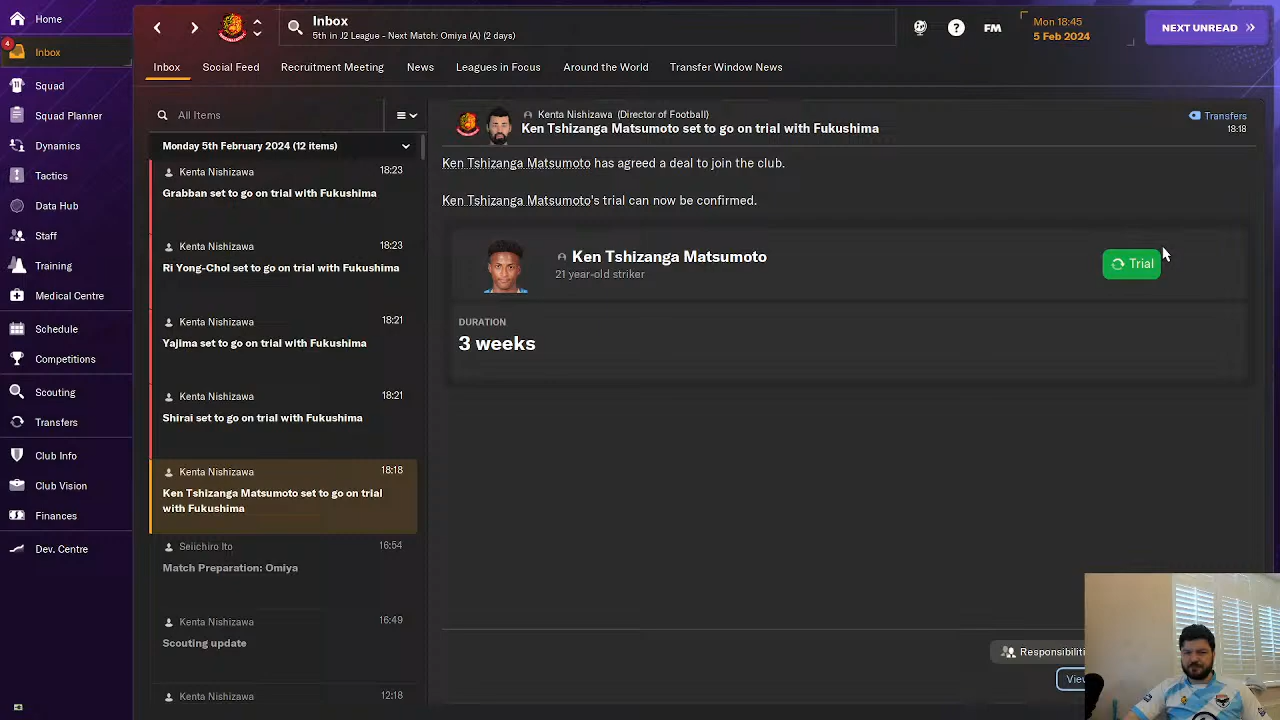 Home
4
Inbox
Squad
Squad Planner
Dynamics
Tactics
Data Hub
Staff
Training
Medical Centre
Schedule
Competitions
Scouting
Transfers
Club Info
Club Vision
Finances
Dev. Centre
Inbox
5th in J2 League - Next Match: Omiya (A) (2 days)
?
FM
Mon 18:45
5 Feb 2024
NEXT UNREAD
Inbox
Social Feed
Recruitment Meeting
News
Leagues in Focus
Around the World
Transfer Window News
All Items
Monday 5th February 2024 (12 items)
Kenta Nishizawa 18:23
Grabban set to go on trial with Fukushima
Kenta Nishizawa 18:23
Ri Yong-Chol set to go on trial with Fukushima
Kenta Nishizawa 18:21
Yajima set to go on trial with Fukushima
Kenta Nishizawa 18:21
Shirai set to go on trial with Fukushima
Kenta Nishizawa 18:18
Ken Tshizanga Matsumoto set to go on trial
with Fukushima
Seiichiro Ito 16:54
Match Preparation: Omiya
Kenta Nishizawa 16:49
Scouting update
Kenta Nishizawa 12:18
Kenta Nishizawa (Director of Football)
Ken Tshizanga Matsumoto set to go on trial with Fukushima
Transfers
18:18
Ken Tshizanga Matsumoto has agreed a deal to join the club.
Ken Tshizanga Matsumoto's trial can now be confirmed.
Ken Tshizanga Matsumoto
21 year-old striker
Trial
DURATION
3 weeks
Responsibiliti
View